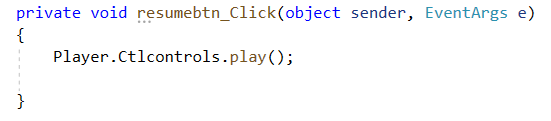 private void resumebtn_Click(object sender, EventArgs e)
{
Player.Ctlcontrols.play();
}